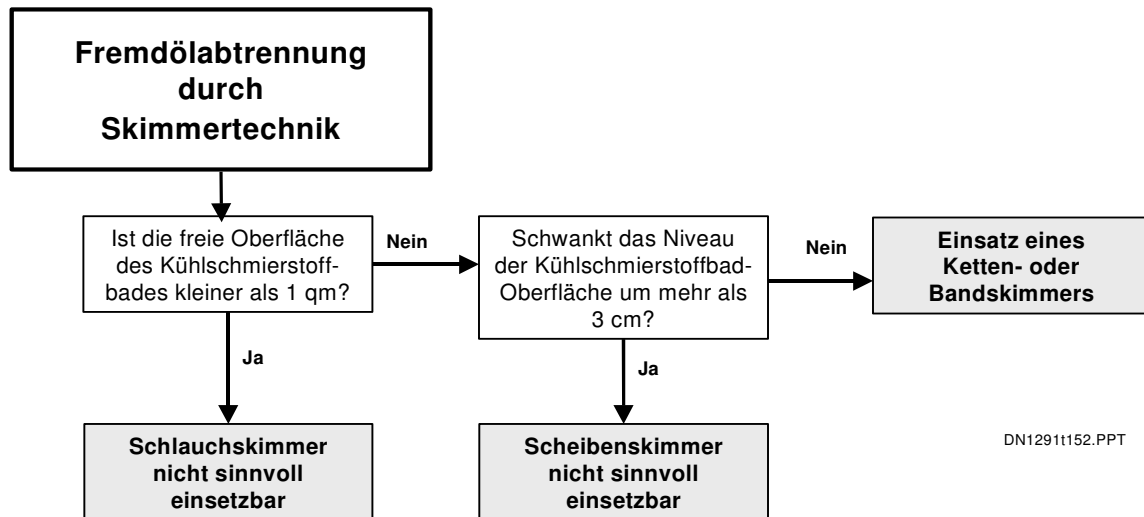 Fremdölabtrennung
durch
Skimmertechnik
Ist die freie Oberfläche
des Kühlschmierstoff-
bades kleiner als 1 qm?
Nein
Schwankt das Niveau
der Kühlschmierstoffbad-
Oberfläche um mehr als
3 cm?
Nein
Einsatz eines
Ketten- oder
Bandskimmers
Ja
Ja
Schlauchskimmer
nicht sinnvoll
einsetzbar
Scheibenskimmer
nicht sinnvoll
einsetzbar
DN1291t152.PPT